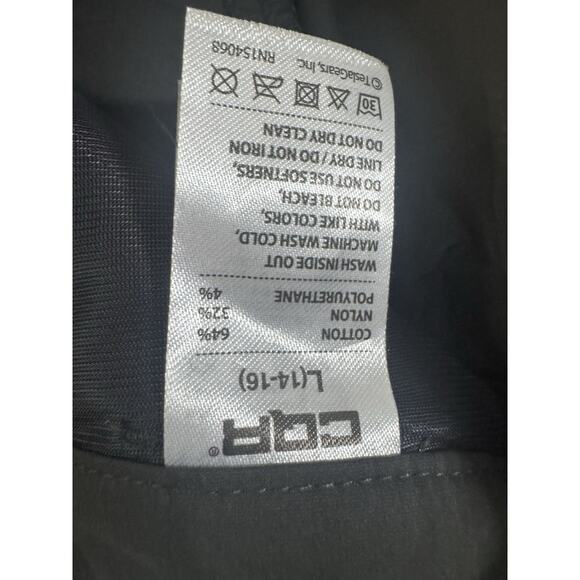 CQR®
L(14-16)
COTTON 64%
NYLON 32%
POLYURETHANE 4%
WASH INSIDE OUT
MACHINE WASH COLD,
WITH LIKE COLORS,
DO NOT BLEACH,
DO NOT USE SOFTNERS,
LINE DRY / DO NOT IRON
DO NOT DRY CLEAN
30
© TeslaGears, Inc. RN154068